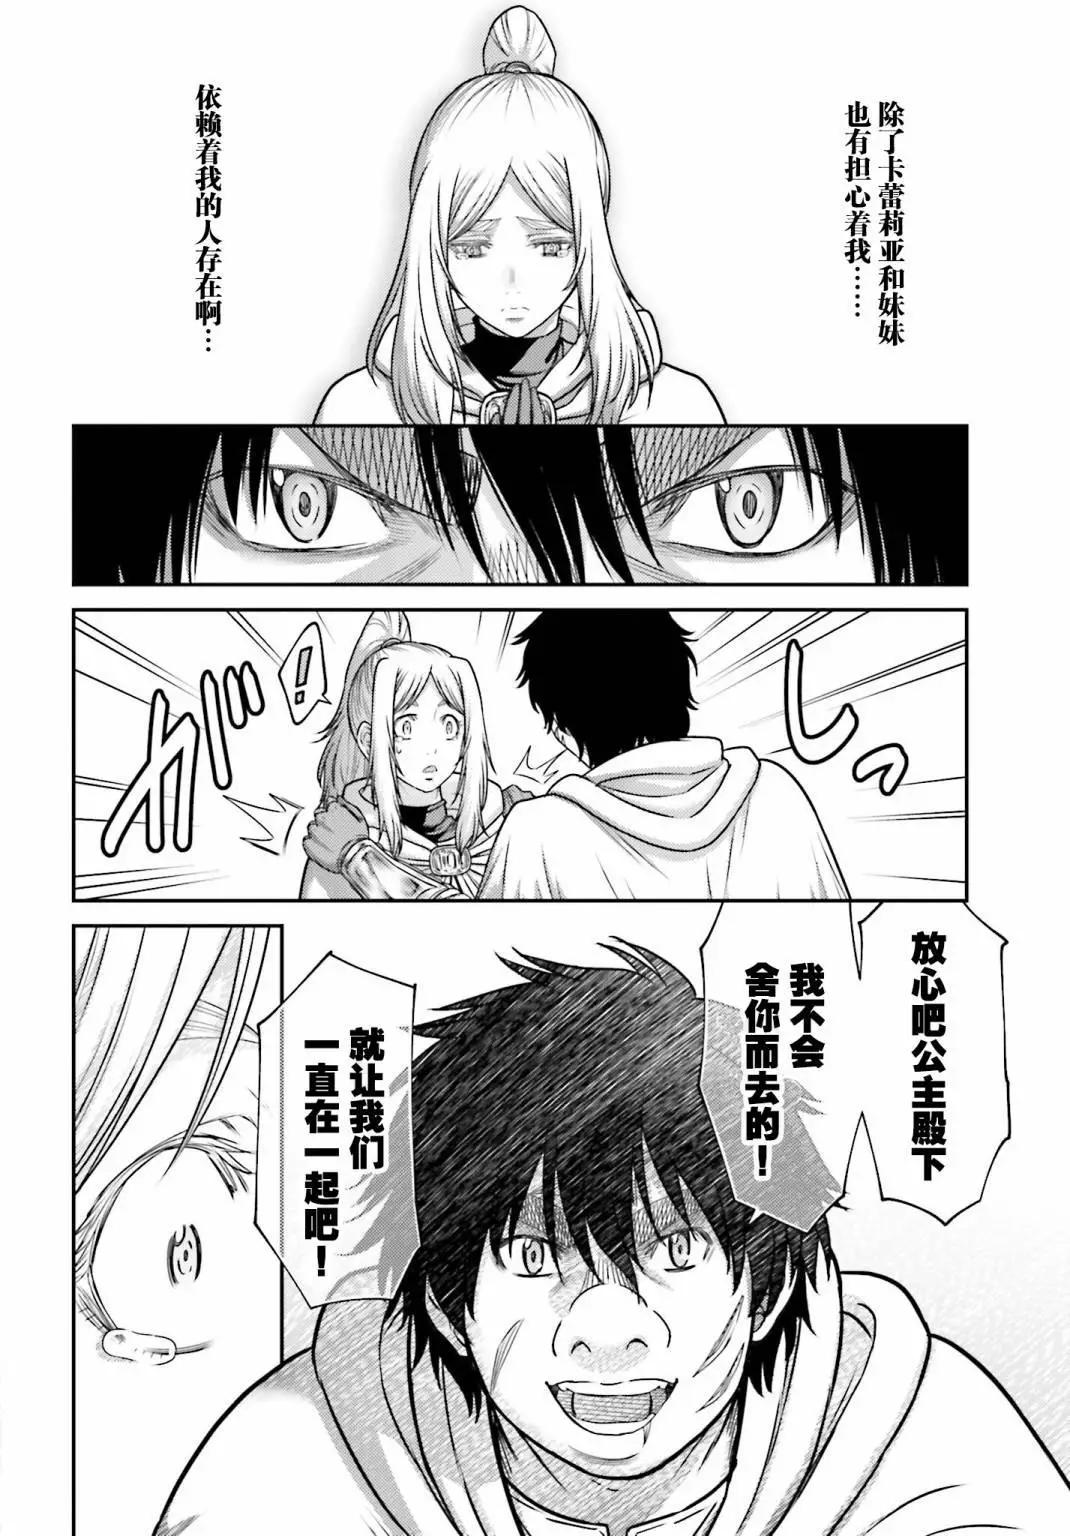 除了卡蕾莉亚和妹妹
也有担心着我……
依赖着我的人存在啊…
！
ガバッ
放心吧公主殿下
我不会
舍你而去的！
就让我们
一直在一起吧！